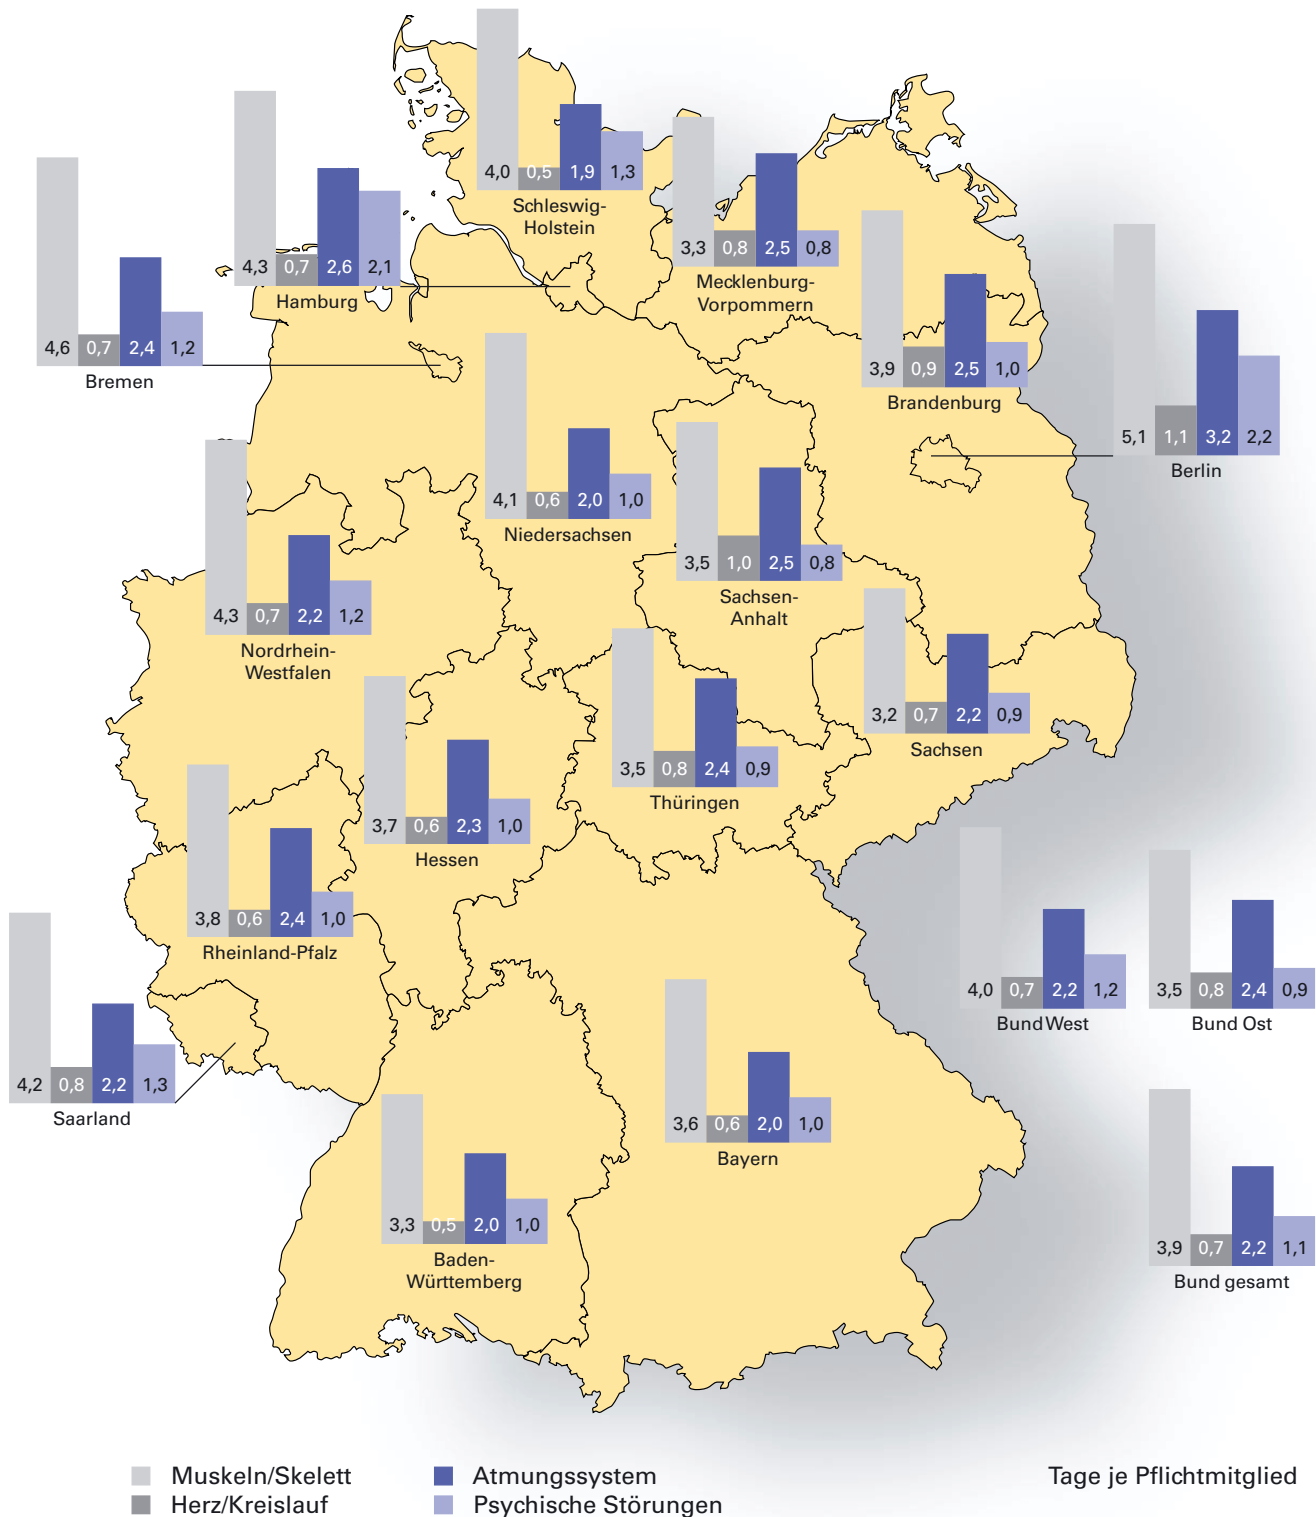 4,0 0,5 1,9 1,3
Schleswig-
Holstein
4,3 0,7 2,6 2,1
Hamburg
3,3 0,8 2,5 0,8
Mecklenburg-
Vorpommern
4,6 0,7 2,4 1,2
Bremen
3,9 0,9 2,5 1,0
Brandenburg
5,1 1,1 3,2 2,2
Berlin
4,1 0,6 2,0 1,0
Niedersachsen
3,5 1,0 2,5 0,8
Sachsen-
Anhalt
4,3 0,7 2,2 1,2
Nordrhein-
Westfalen
3,2 0,7 2,2 0,9
Sachsen
3,5 0,8 2,4 0,9
Thüringen
3,7 0,6 2,3 1,0
Hessen
3,8 0,6 2,4 1,0
Rheinland-Pfalz
4,0 0,7 2,2 1,2
Bund West
3,5 0,8 2,4 0,9
Bund Ost
4,2 0,8 2,2 1,3
Saarland
3,6 0,6 2,0 1,0
Bayern
3,3 0,5 2,0 1,0
Baden-
Württemberg
3,9 0,7 2,2 1,1
Bund gesamt
Muskeln/Skelett
Herz/Kreislauf
Atmungssystem
Psychische Störungen
Tage je Pflichtmitglied